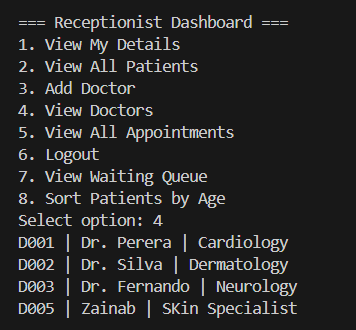 === Receptionist Dashboard ===
1. View My Details
2. View All Patients
3. Add Doctor
4. View Doctors
5. View All Appointments
6. Logout
7. View Waiting Queue
8. Sort Patients by Age
Select option: 4
D001 | Dr. Perera | Cardiology
D002 | Dr. Silva | Dermatology
D003 | Dr. Fernando | Neurology
D005 | Zainab | SKin Specialist